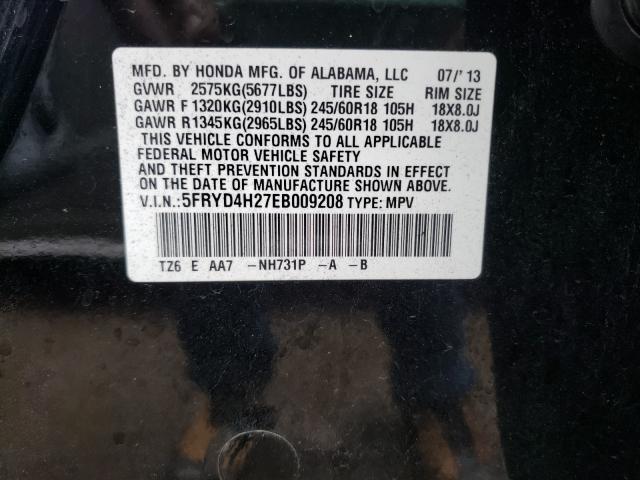 MFD. BY HONDA MFG. OF ALABAMA, LLC 07/'13
GVWR 2575KG(5677LBS) TIRE SIZE RIM SIZE
GAWR F 1320KG(2910LBS) 245/60R18 105H 18X8.0J
GAWR R1345KG(2965LBS) 245/60R18 105H 18X8.0J
THIS VEHICLE CONFORMS TO ALL APPLICABLE
FEDERAL MOTOR VEHICLE SAFETY
AND THEFT PREVENTION STANDARDS IN EFFECT
ON THE DATE OF MANUFACTURE SHOWN ABOVE.
V.I.N.:5FRYD4H27EB009208 TYPE: MPV
TZ6 E AA7 -NH731P -A -B